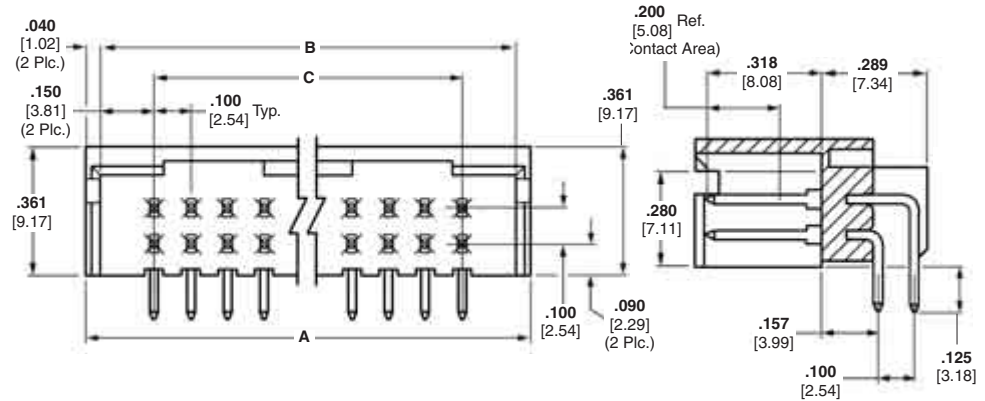 .040
[1.02]
(2 Plc.)
B
.200 Ref.
[5.08]
Contact Area)
C
.318
[8.08]
.289
[7.34]
.150
[3.81]
(2 Plc.)
.100 Typ.
[2.54]
.361
[9.17]
.361
[9.17]
.280
[7.11]
.100
[2.54]
.090
[2.29]
(2 Plc.)
A
.157
[3.99]
.125
[3.18]
.100
[2.54]